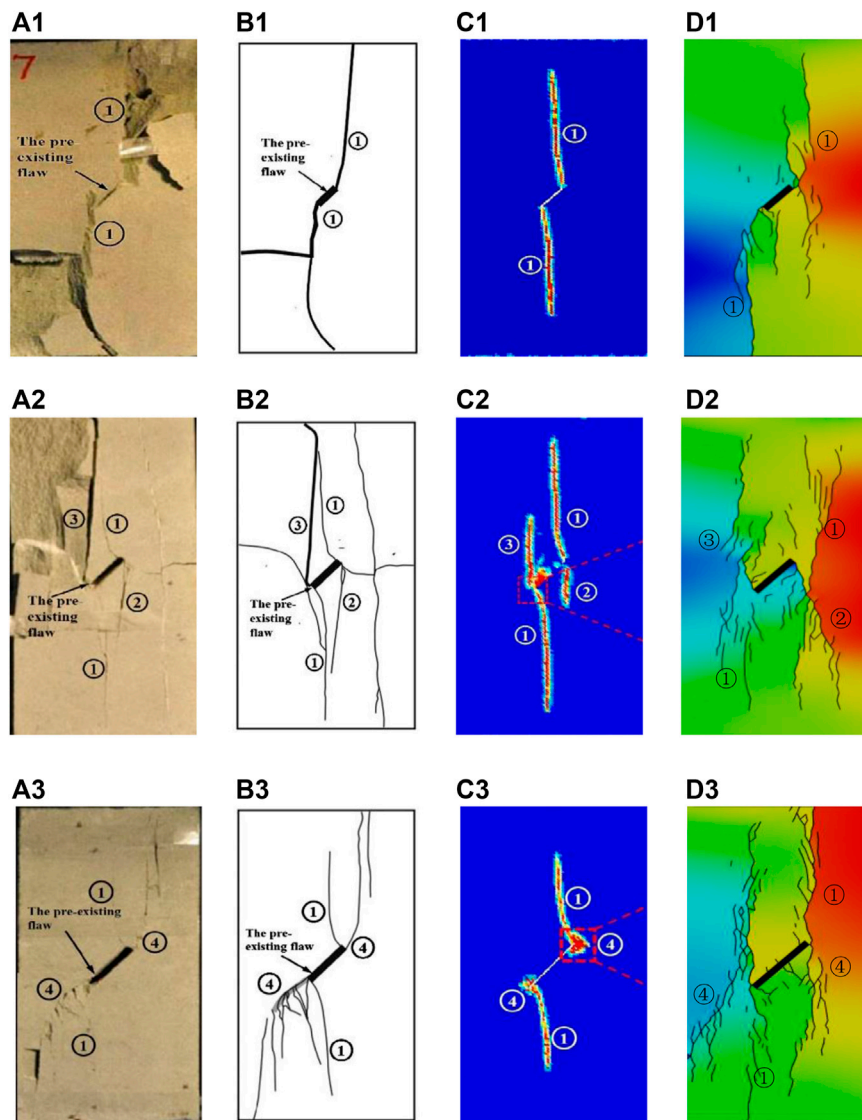 A1
B1
C1
D1
7
①
The pre-
existing
flaw
①
①
The pre-
existing
flaw
①
①
①
①
①
A2
B2
C2
D2
③
①
The pre-
existing
flaw
②
①
①
③
The pre-
existing
flaw
②
①
①
③
②
①
①
③
②
①
A3
B3
C3
D3
①
The pre-existing
flaw
④
④
①
①
The pre-
existing flaw
④
④
①
①
④
④
①
①
④
④
①